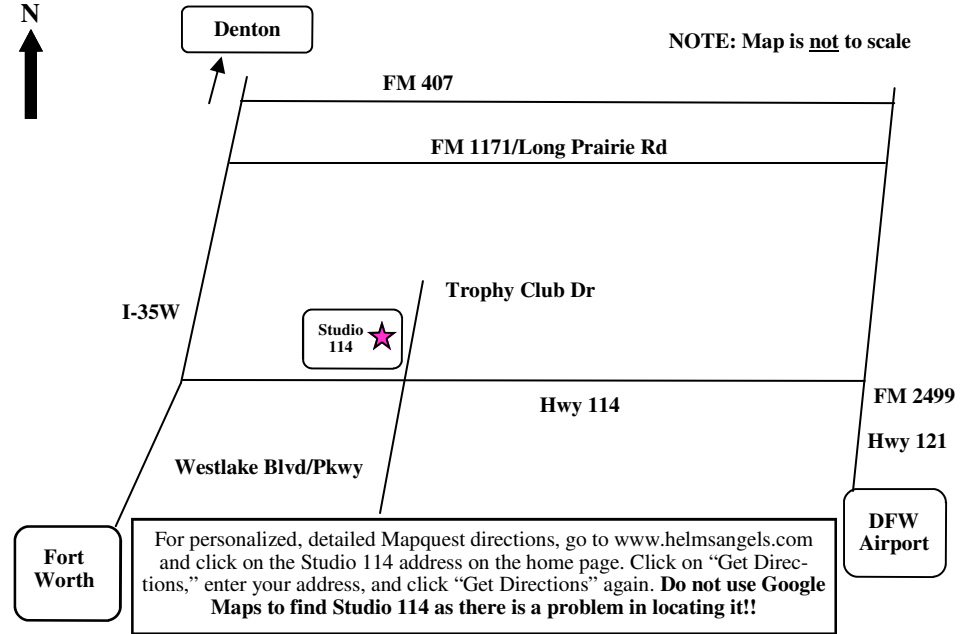 N
Denton
NOTE: Map is not to scale
FM 407
FM 1171/Long Prairie Rd
Trophy Club Dr
I-35W
Studio
114
Hwy 114
FM 2499
Hwy 121
Westlake Blvd/Pkwy
Fort
Worth
DFW
Airport
For personalized, detailed Mapquest directions, go to www.helmsangels.com
and click on the Studio 114 address on the home page. Click on “Get Direc-
tions,” enter your address, and click “Get Directions” again. Do not use Google
Maps to find Studio 114 as there is a problem in locating it!!